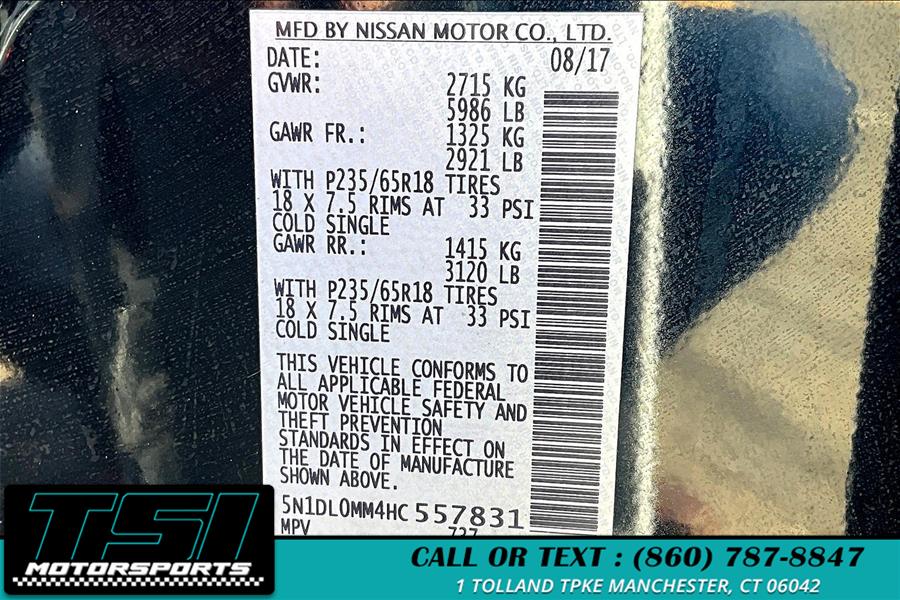 MFD BY NISSAN MOTOR CO., LTD.
DATE: 08/17
GVWR: 2715 KG
5986 LB
GAWR FR.: 1325 KG
2921 LB
WITH P235/65R18 TIRES
18 X 7.5 RIMS AT 33 PSI
COLD SINGLE
GAWR RR.: 1415 KG
3120 LB
WITH P235/65R18 TIRES
18 X 7.5 RIMS AT 33 PSI
COLD SINGLE
THIS VEHICLE CONFORMS TO
ALL APPLICABLE FEDERAL
MOTOR VEHICLE SAFETY AND
THEFT PREVENTION
STANDARDS IN EFFECT ON
THE DATE OF MANUFACTURE
SHOWN ABOVE.
5N1DL0MM4HC 557831
MPV
TSI
MOTORSPORTS
CALL OR TEXT : (860) 787-8847
1 TOLLAND TPKE MANCHESTER, CT 06042